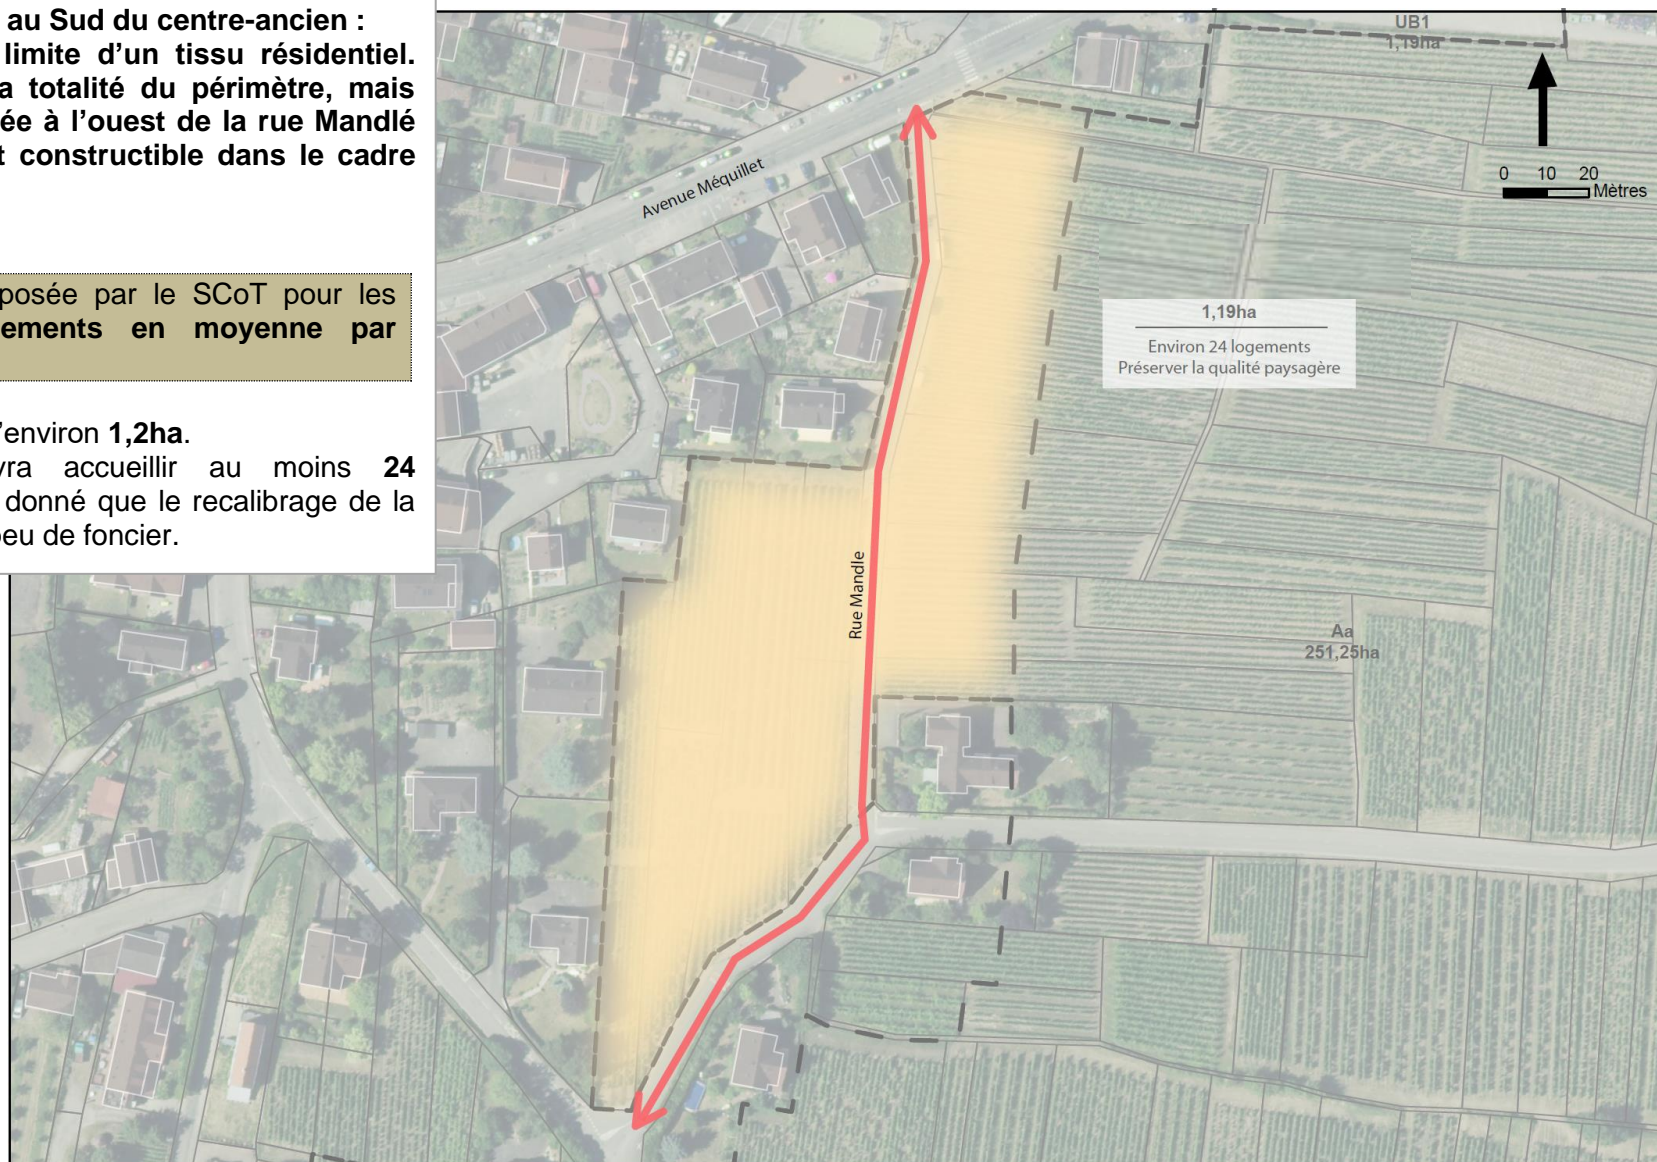 au Sud du centre-ancien :
limite d’un tissu résidentiel.
a totalité du périmètre, mais
ée à l’ouest de la rue Mandlé
t constructible dans le cadre
posée par le SCoT pour les
ements en moyenne par
’environ 1,2ha.
vra accueillir au moins 24
donné que le recalibrage de la
peu de foncier.
UB1
1,19ha
0 10 20
Mètres
Avenue Méquillet
1,19ha
Environ 24 logements
Préserver la qualité paysagère
Rue Mandle
Aa
251,25ha